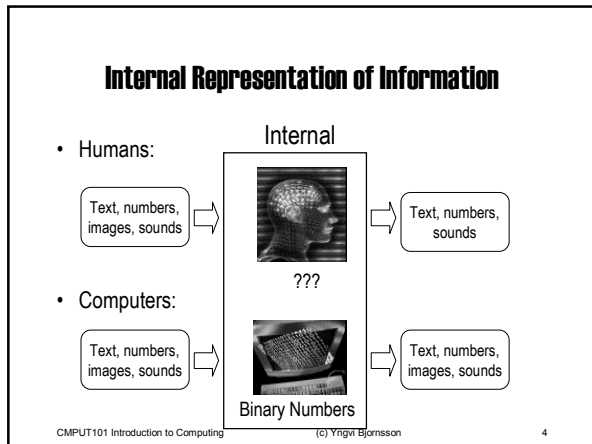 Internal Representation of Information
Internal
• Humans:
Text, numbers,
images, sounds
Text, numbers,
sounds
???
• Computers:
Text, numbers,
images, sounds
Text, numbers,
images, sounds
Binary Numbers
CMPUT101 Introduction to Computing (c) Yngvi Bjornsson 4